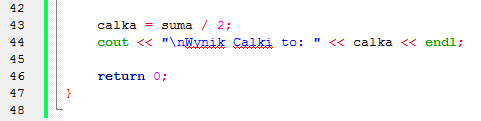 42
43 calka = suma / 2;
44 cout << "\nWynik Calki to: " << calka << endl;
45
46 return 0;
47 }
48